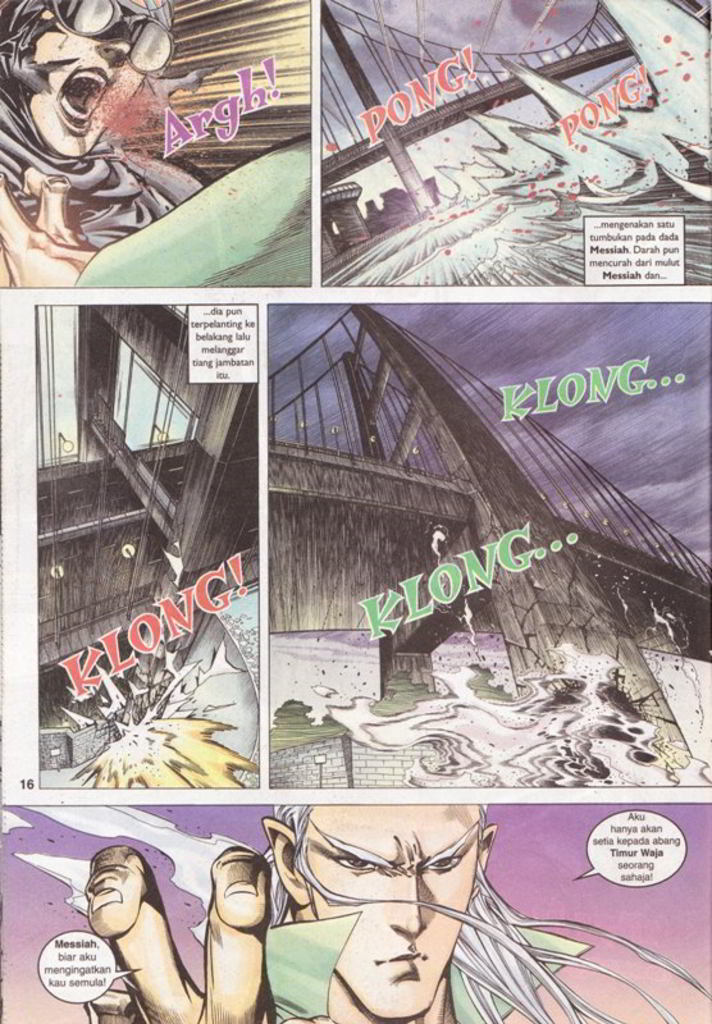 Argh!
PONG!
PONG!
...mengenakan satu
tumbukan pada dada
Messiah. Darah pun
mencurah dari mulut
Messiah dan...
...dia pun
terpelanting ke
belakang lalu
melanggar
tiang jambatan
itu.
KLONG!
KLONG...
KLONG...
16
Aku
hanya akan
setia kepada abang
Timur Waja
seorang
sahaja!
Messiah,
biar aku
mengingatkan
kau semula!